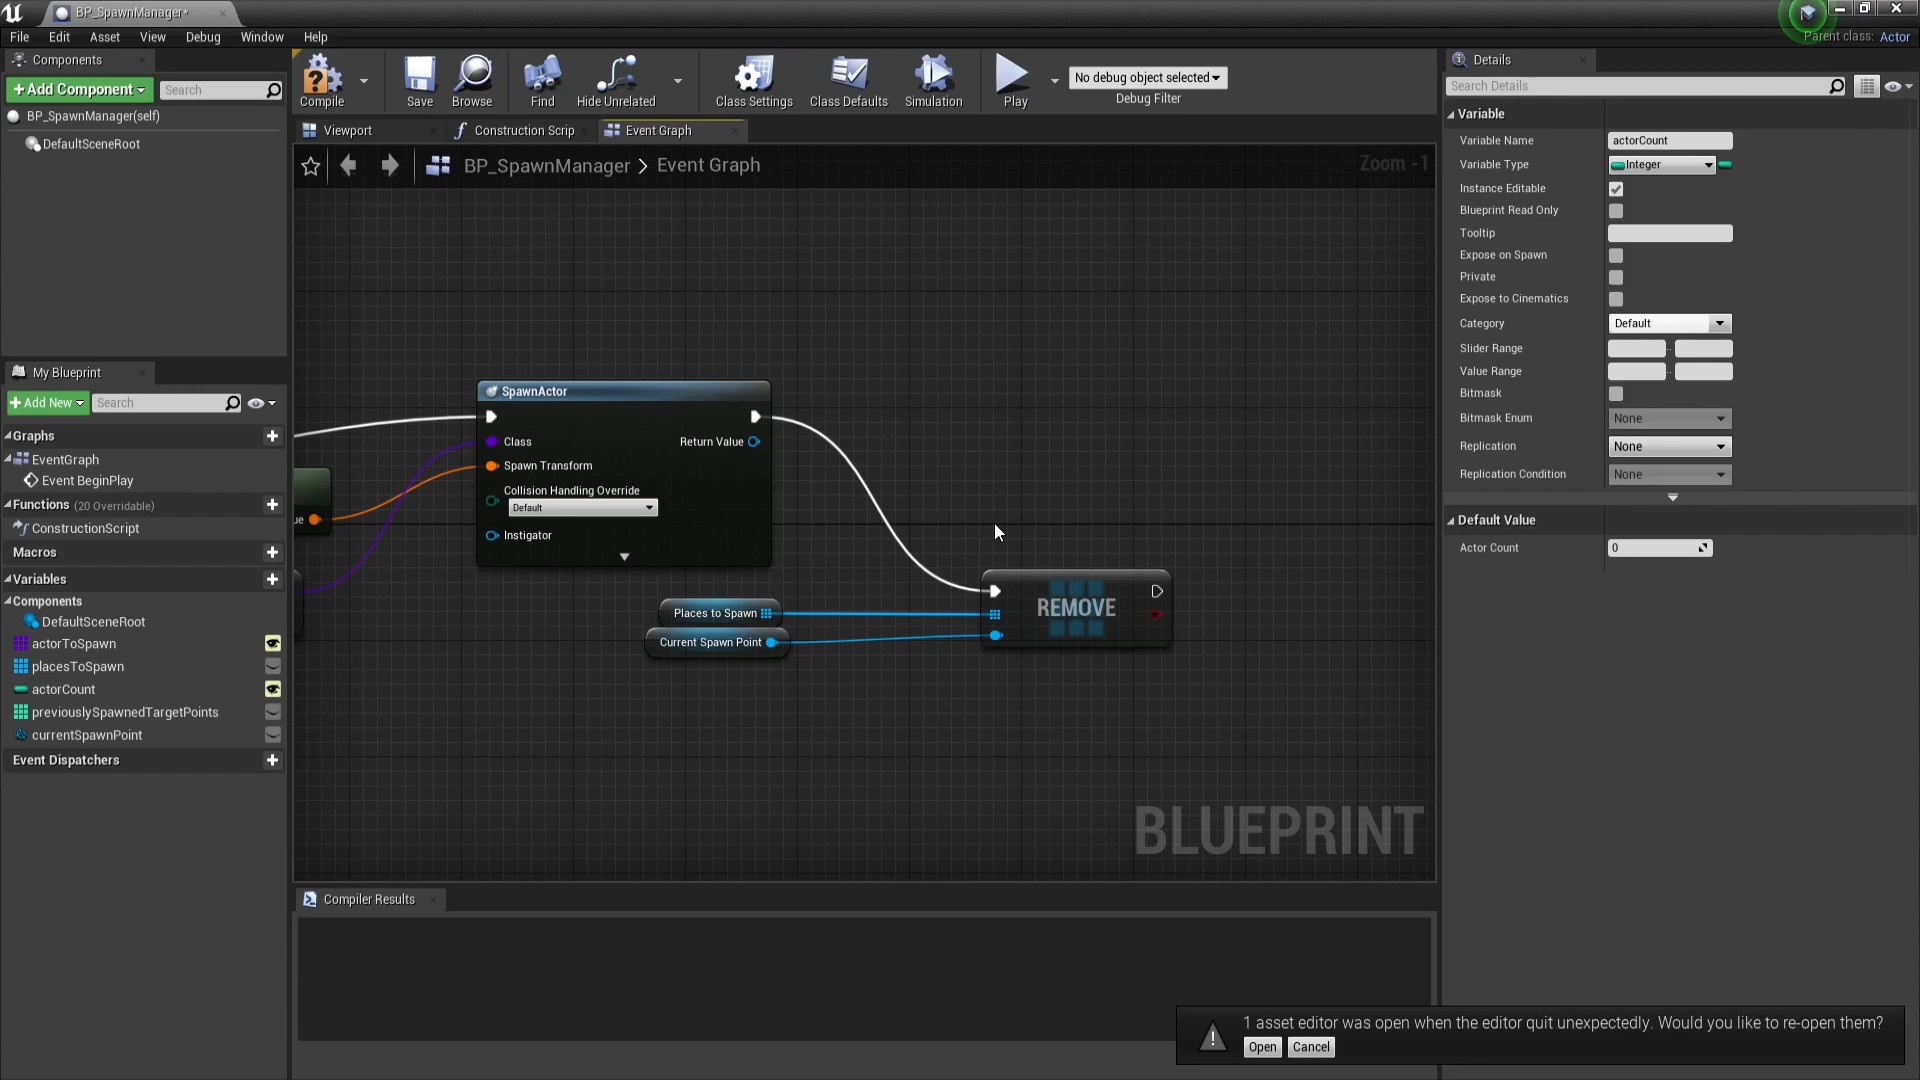 BP_SpawnManager*
File Edit Asset View Debug Window Help
Parent class: Actor
Components
+Add Component
Search
BP_SpawnManager(self)
DefaultSceneRoot
Compile
Save
Browse
Find
Hide Unrelated
Class Settings
Class Defaults
Simulation
Play
No debug object selected
Debug Filter
Viewport
Construction Scrip
Event Graph
BP_SpawnManager > Event Graph
Zoom -1
SpawnActor
Class
Return Value
Spawn Transform
Collision Handling Override
Default
Instigator
ue
Places to Spawn
Current Spawn Point
REMOVE
BLUEPRINT
My Blueprint
+Add New
Search
Graphs
EventGraph
Event BeginPlay
Functions (20 Overridable)
ConstructionScript
Macros
Variables
Components
DefaultSceneRoot
actorToSpawn
placesToSpawn
actorCount
previouslySpawnedTargetPoints
currentSpawnPoint
Event Dispatchers
Compiler Results
Details
Search Details
Variable
Variable Name actorCount
Variable Type Integer
Instance Editable
Blueprint Read Only
Tooltip
Expose on Spawn
Private
Expose to Cinematics
Category Default
Slider Range
Value Range
Bitmask
Bitmask Enum None
Replication None
Replication Condition None
Default Value
Actor Count 0
1 asset editor was open when the editor quit unexpectedly. Would you like to re-open them?
Open Cancel